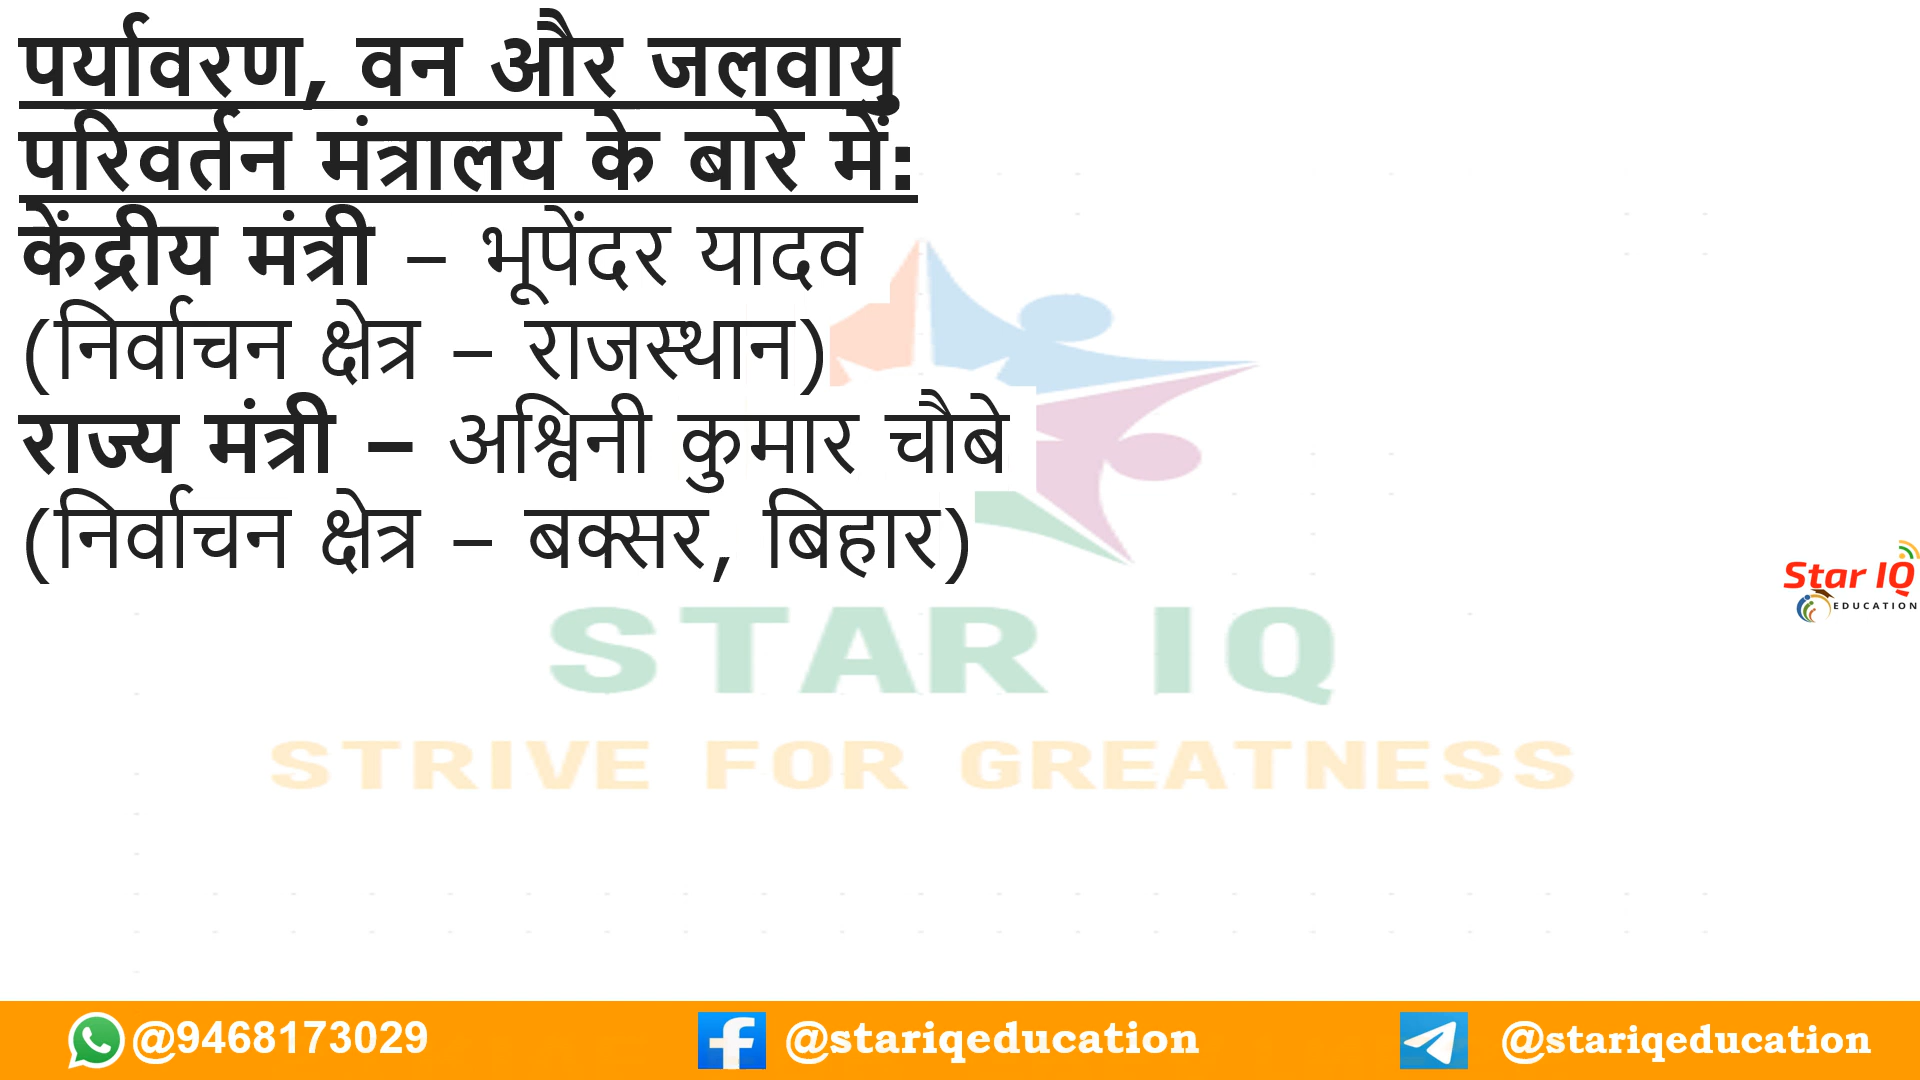 पर्यावरण, वन और जलवायु
परिवर्तन मंत्रालय के बारे में:
केंद्रीय मंत्री – भूपेंदर यादव
(निर्वाचन क्षेत्र – राजस्थान)
राज्य मंत्री – अश्विनी कुमार चौबे
(निर्वाचन क्षेत्र – बक्सर, बिहार)
Star IQ
EDUCATION
STAR IQ
STRIVE FOR GREATNESS
@9468173029 @stariqeducation @stariqeducation